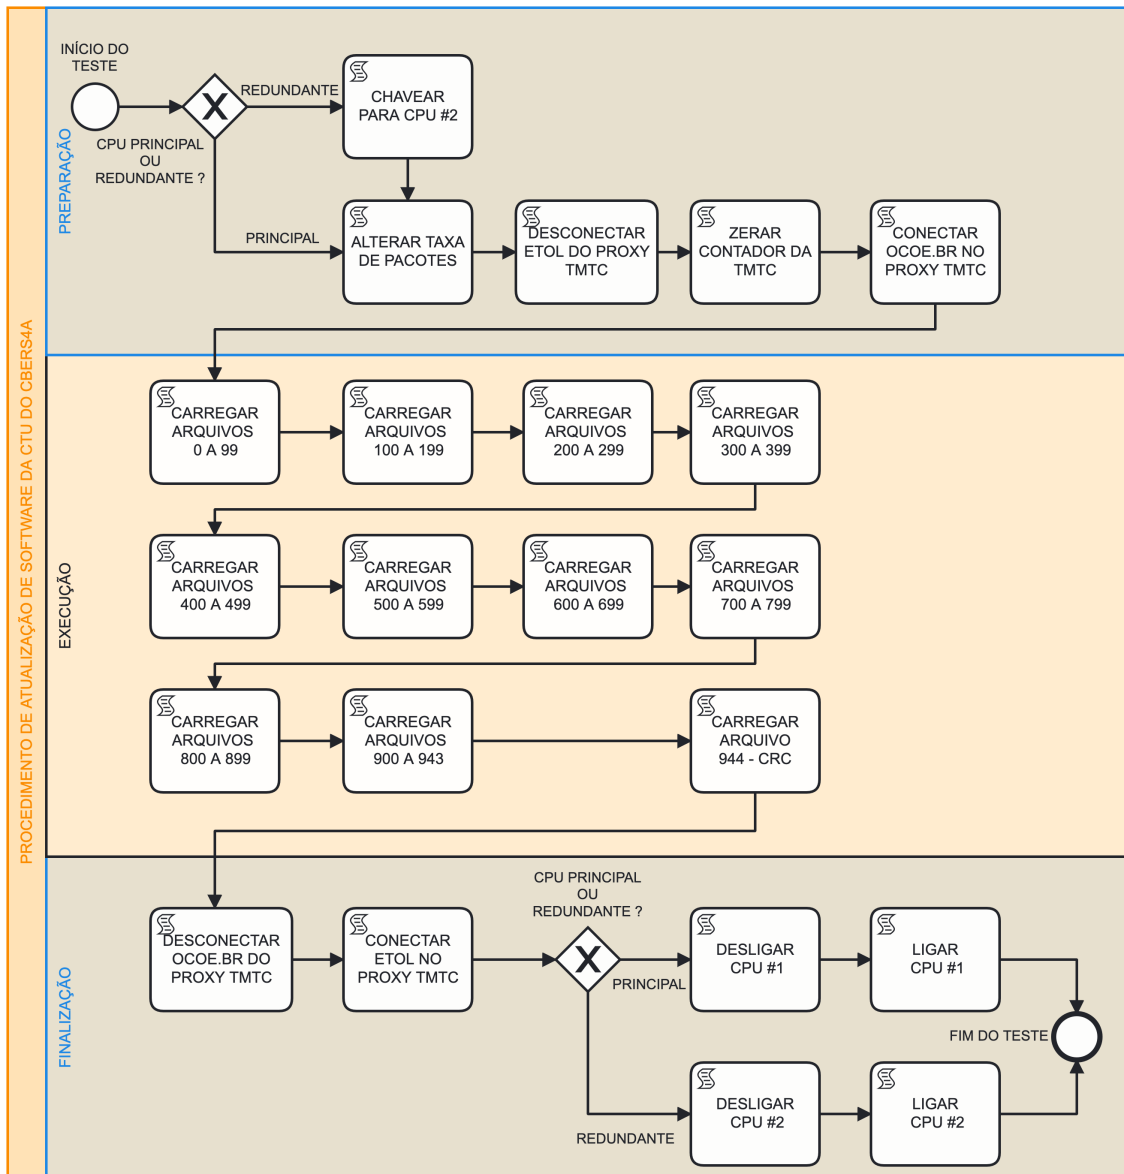 PROCEDIMENTO DE ATUALIZAÇÃO DE SOFTWARE DA CTU DO CBERS4A
PREPARAÇÃO
INÍCIO DO
TESTE
CPU PRINCIPAL
OU
REDUNDANTE ?
REDUNDANTE
CHAVEAR
PARA CPU #2
PRINCIPAL
ALTERAR TAXA
DE PACOTES
DESCONECTAR
ETOL DO PROXY
TMTC
ZERAR
CONTADOR DA
TMTC
CONECTAR
OCOE.BR NO
PROXY TMTC
EXECUÇÃO
CARREGAR
ARQUIVOS
0 A 99
CARREGAR
ARQUIVOS
100 A 199
CARREGAR
ARQUIVOS
200 A 299
CARREGAR
ARQUIVOS
300 A 399
CARREGAR
ARQUIVOS
400 A 499
CARREGAR
ARQUIVOS
500 A 599
CARREGAR
ARQUIVOS
600 A 699
CARREGAR
ARQUIVOS
700 A 799
CARREGAR
ARQUIVOS
800 A 899
CARREGAR
ARQUIVOS
900 A 943
CARREGAR
ARQUIVO
944 - CRC
FINALIZAÇÃO
DESCONECTAR
OCOE.BR DO
PROXY TMTC
CONECTAR
ETOL NO
PROXY TMTC
CPU PRINCIPAL
OU
REDUNDANTE ?
PRINCIPAL
DESLIGAR
CPU #1
LIGAR
CPU #1
FIM DO TESTE
REDUNDANTE
DESLIGAR
CPU #2
LIGAR
CPU #2